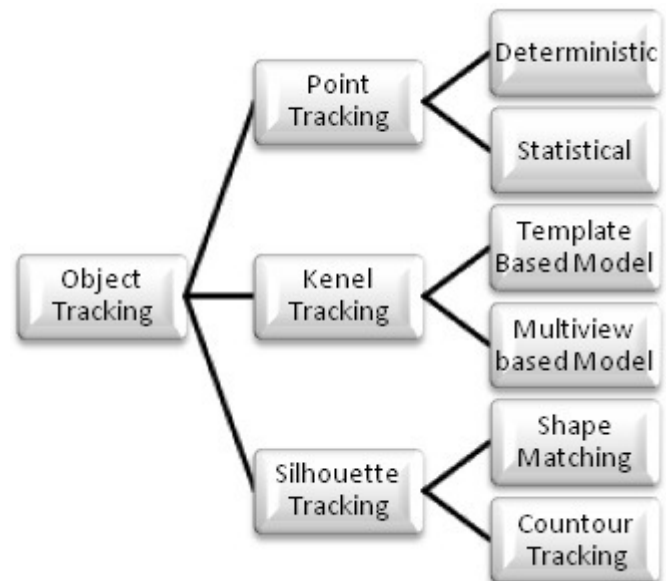 Object
Tracking
Point
Tracking
Deterministic
Statistical
Kenel
Tracking
Template
Based Model
Multiview
based Model
Silhouette
Tracking
Shape
Matching
Countour
Tracking